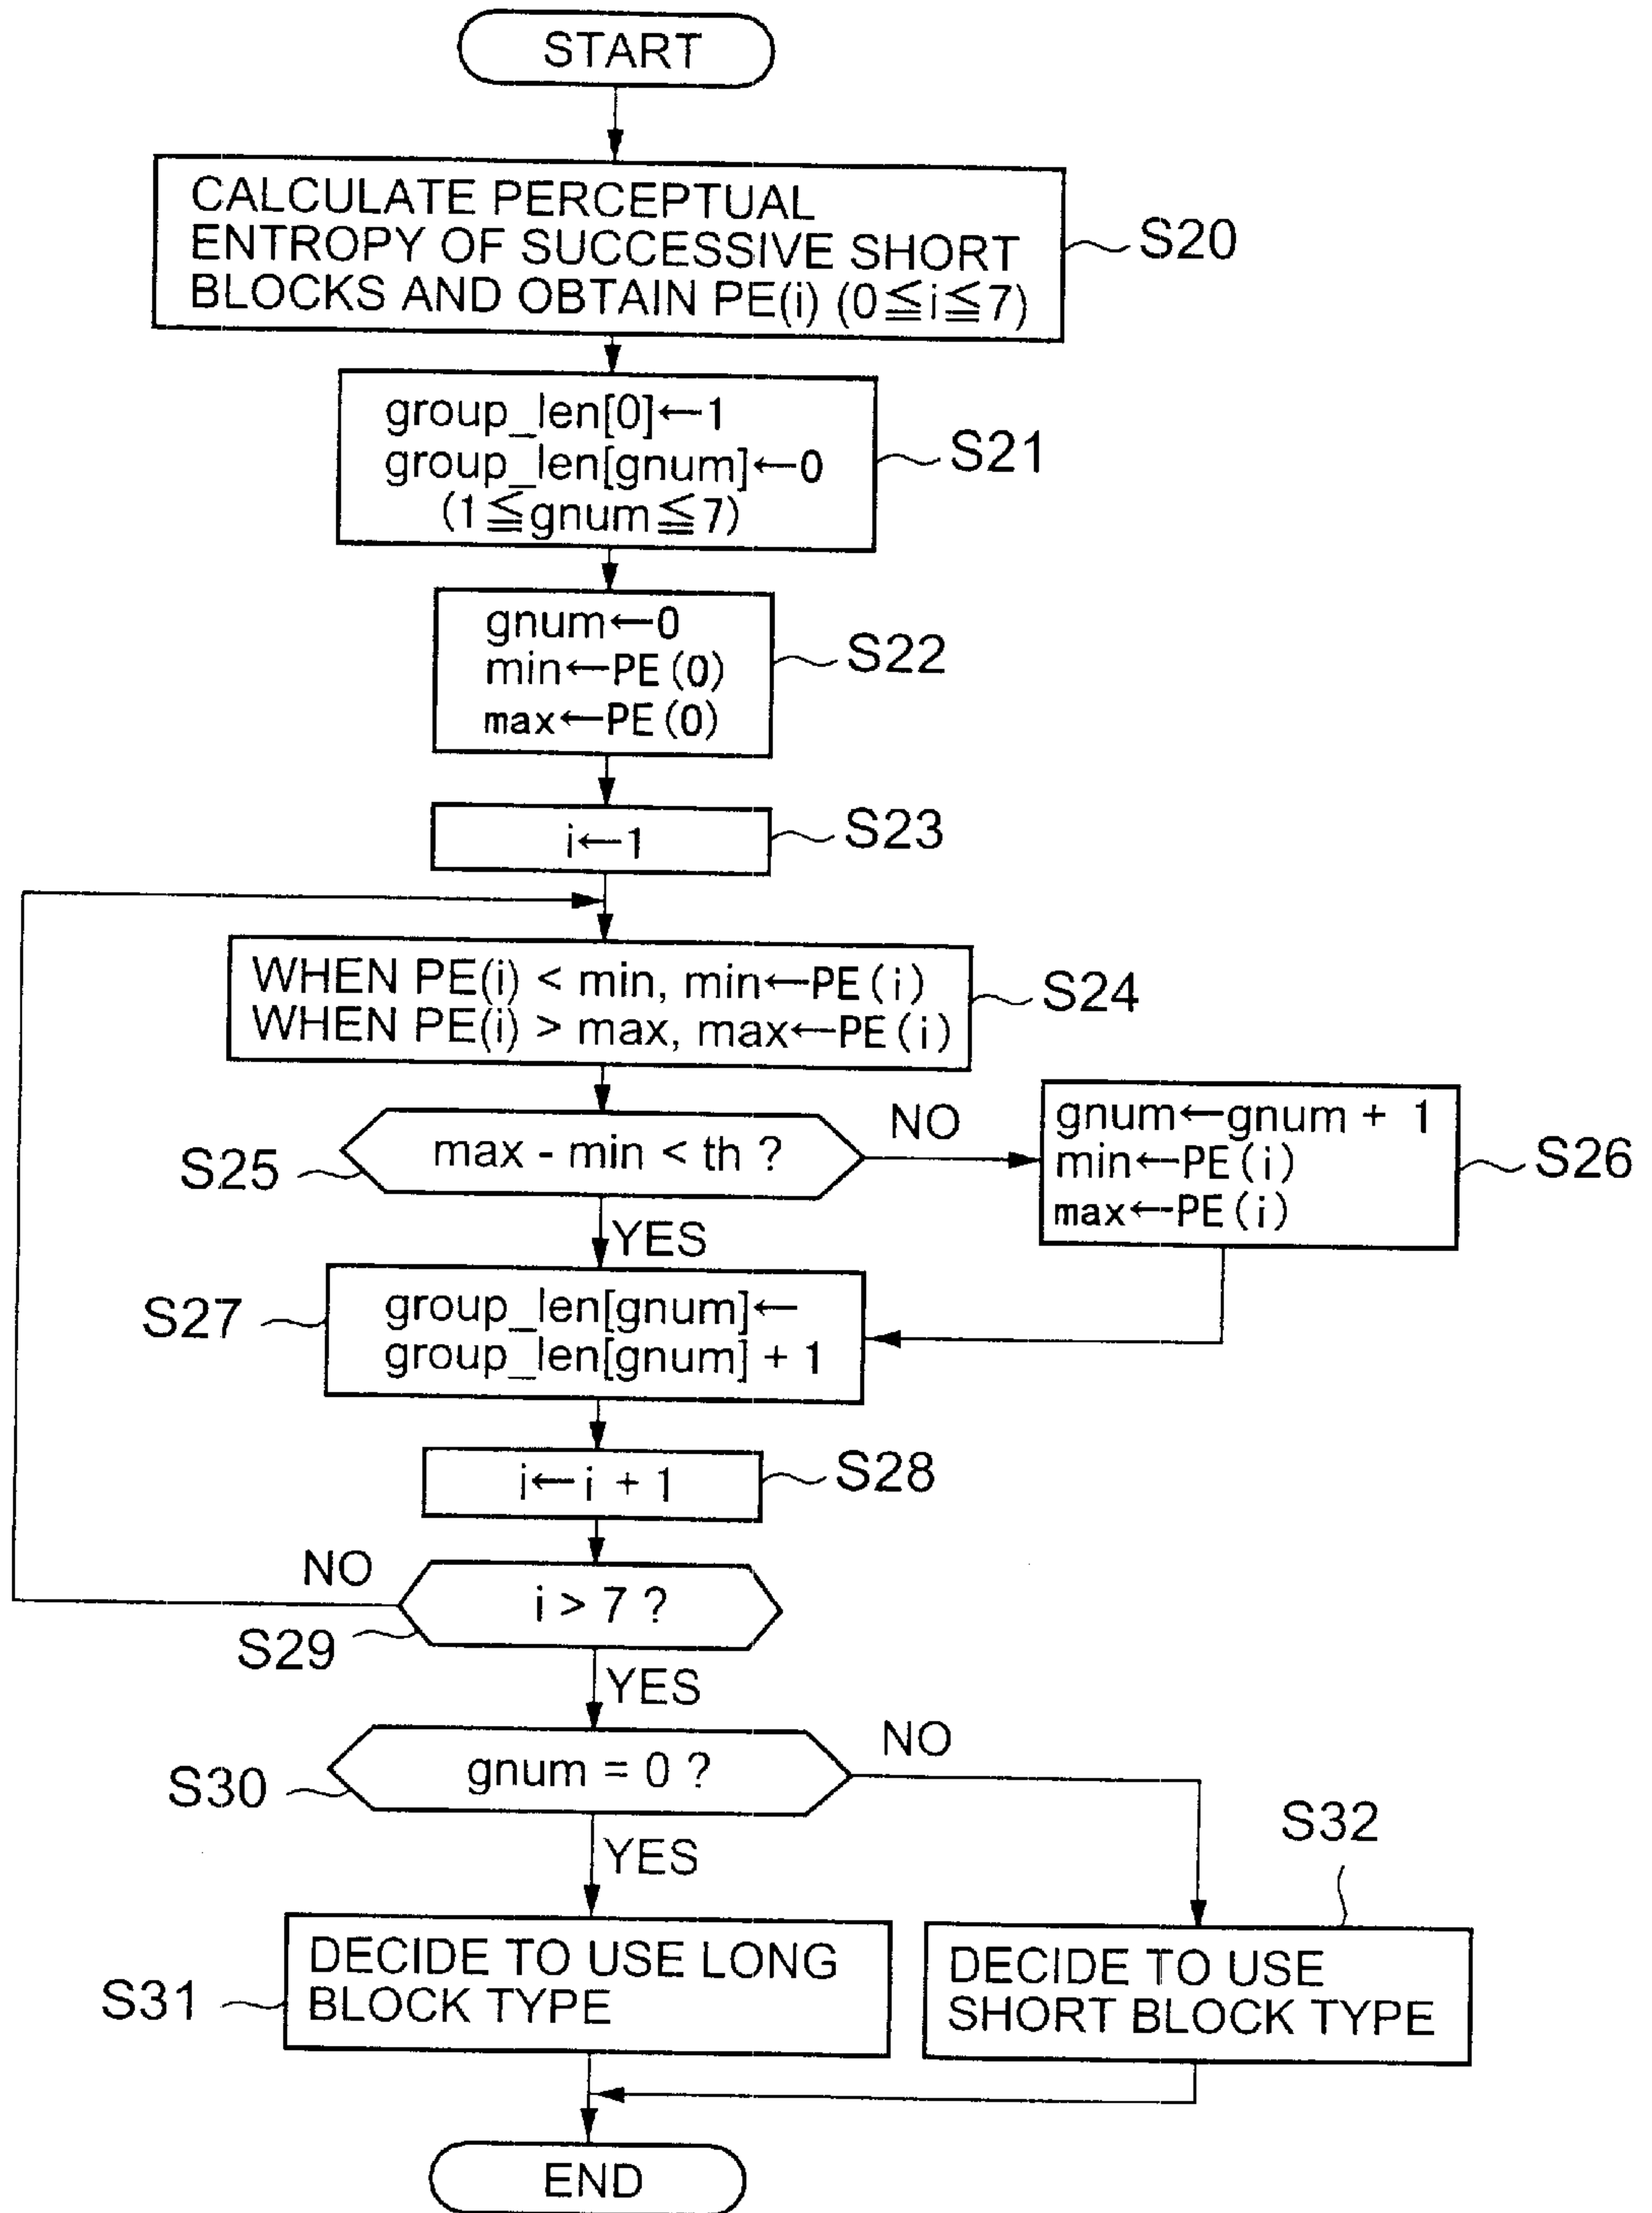 START
CALCULATE PERCEPTUAL
ENTROPY OF SUCCESSIVE SHORT
BLOCKS AND OBTAIN PE(i) (0≦i≦7)
S20
group_len[0]←1
group_len[gnum]←0
(1≦gnum≦7)
S21
gnum←0
min←PE(0)
max←PE(0)
S22
i←1
S23
WHEN PE(i) < min, min←PE(i)
WHEN PE(i) > max, max←PE(i)
S24
max - min < th ?
S25
NO
gnum←gnum + 1
min←PE(i)
max←PE(i)
S26
YES
group_len[gnum]←
group_len[gnum] + 1
S27
i←i + 1
S28
NO
i > 7 ?
S29
YES
gnum = 0 ?
S30
NO
YES
S32
DECIDE TO USE LONG
BLOCK TYPE
S31
DECIDE TO USE
SHORT BLOCK TYPE
END